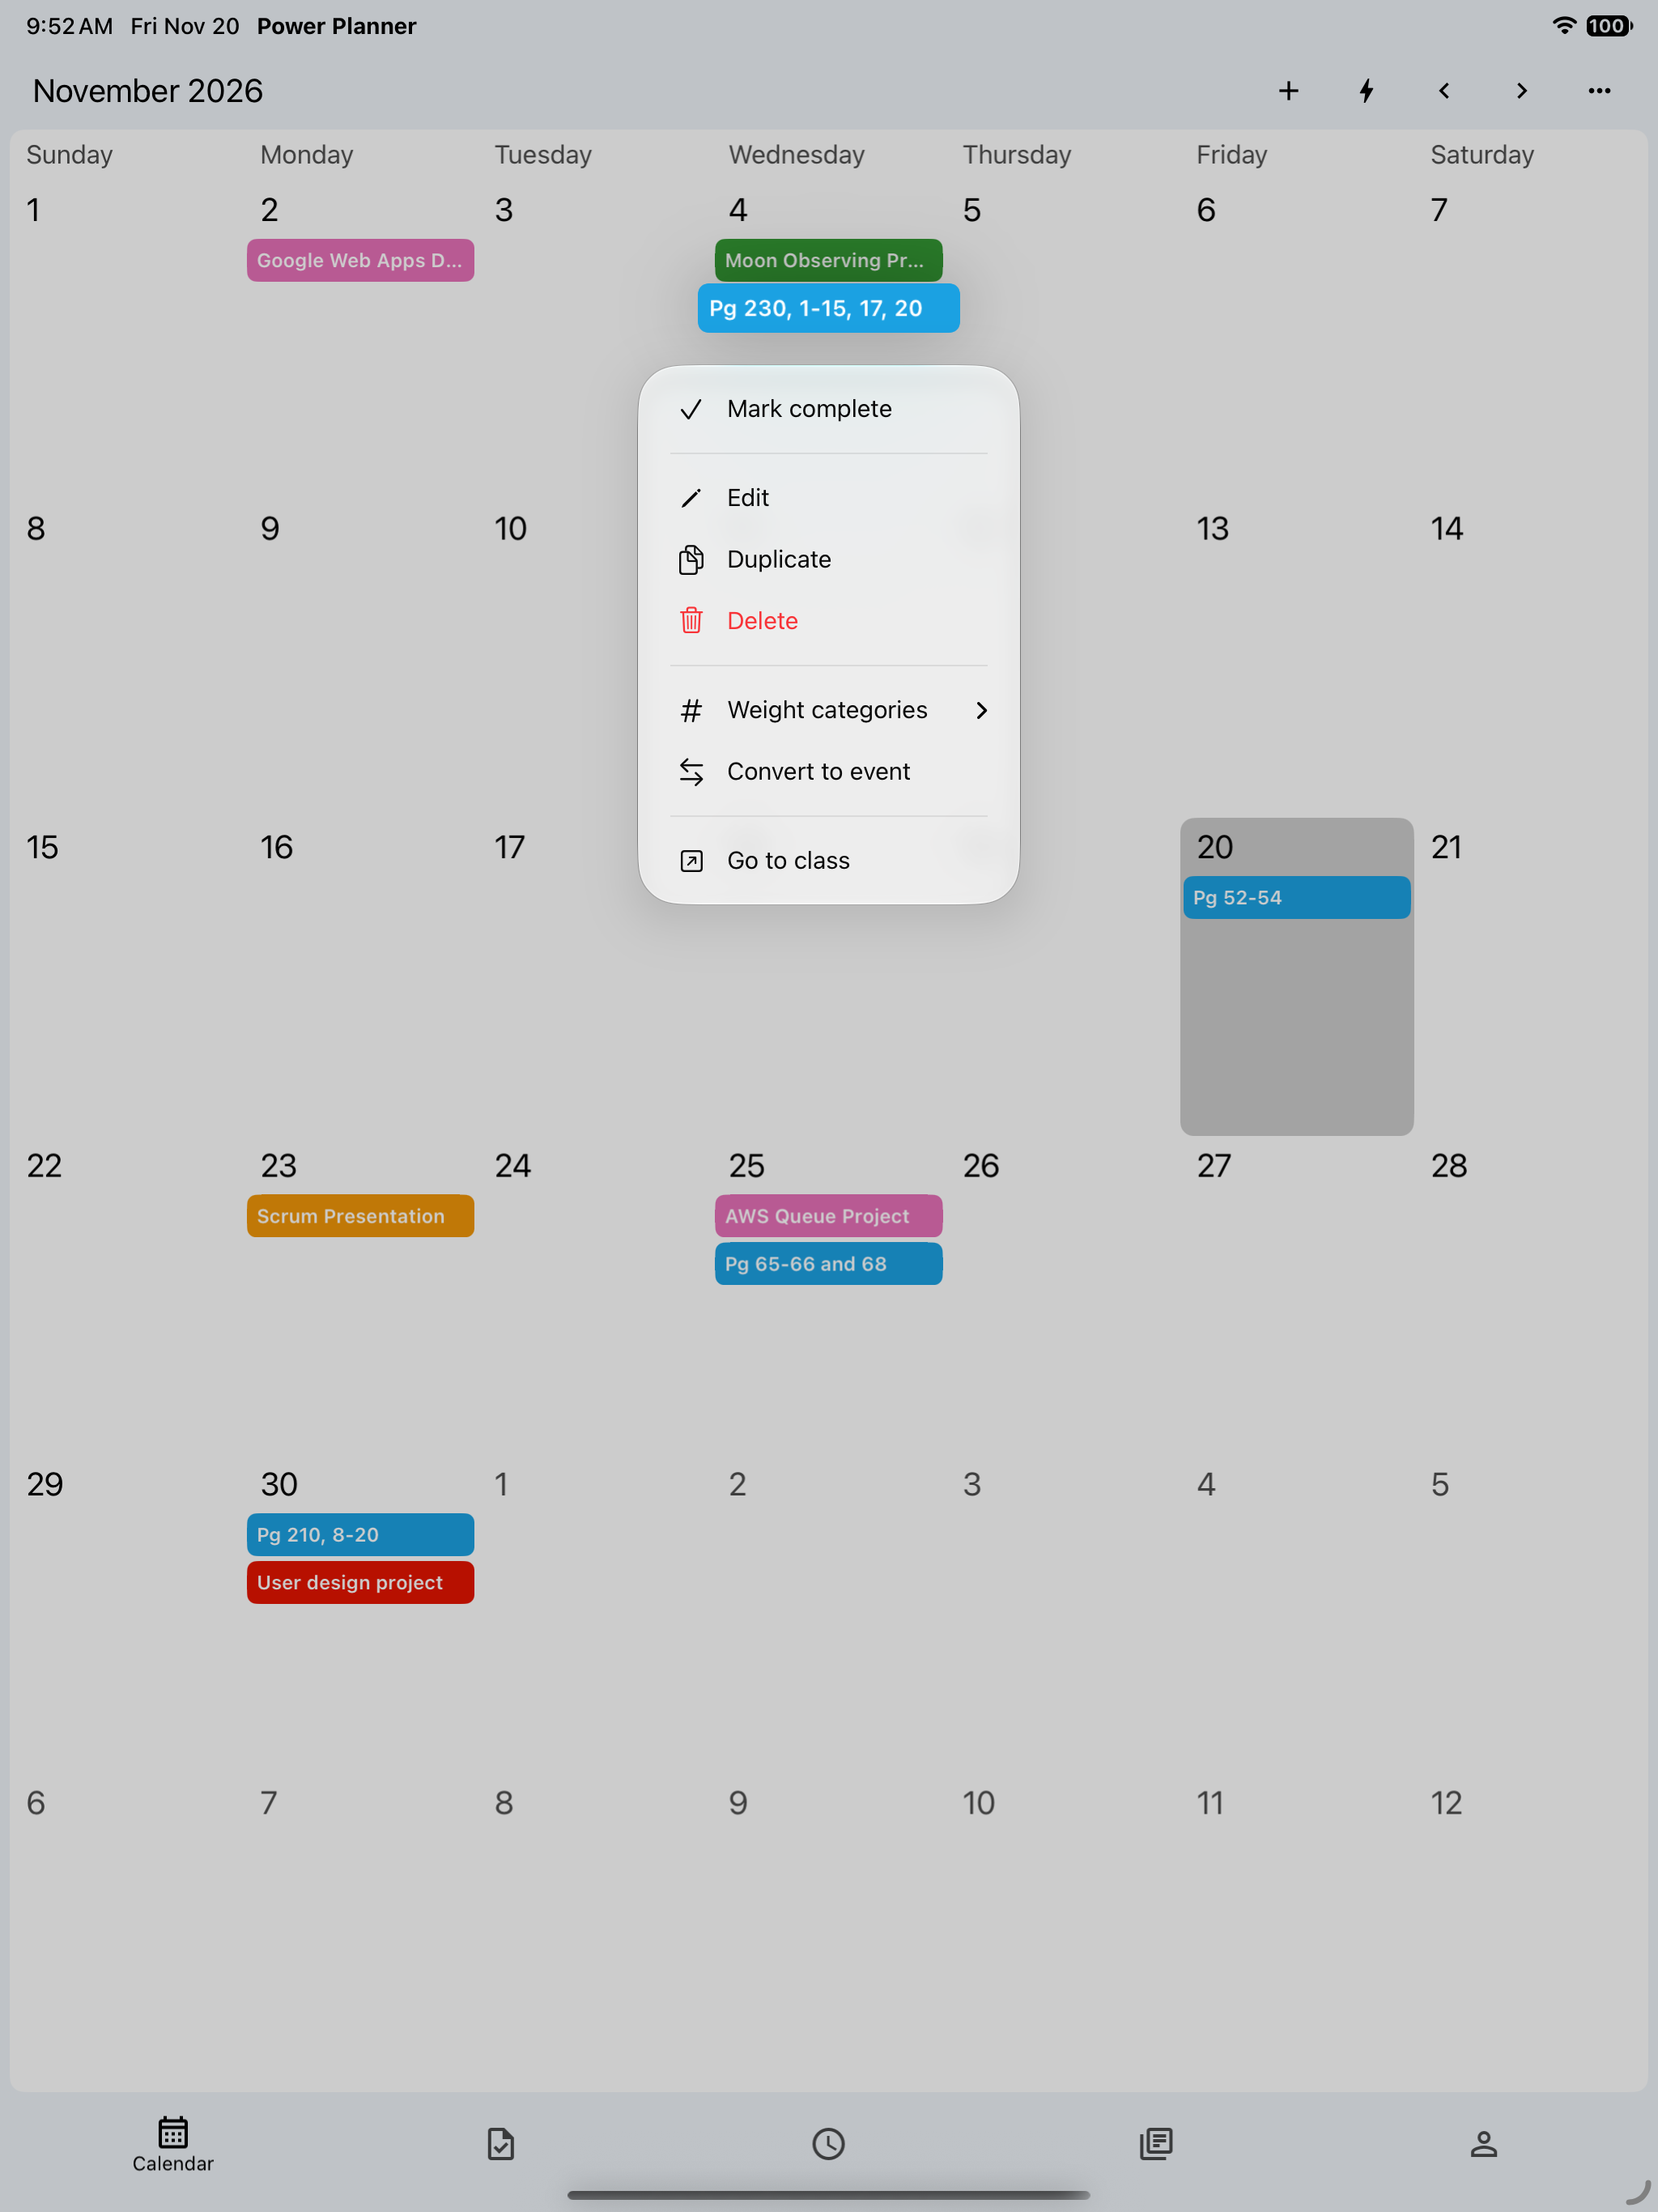 9:52 AM Fri Nov 20 Power Planner 100
November 2026
Sunday Monday Tuesday Wednesday Thursday Friday Saturday
1 2 3 4 5 6 7
Google Web Apps D... Moon Observing Pr...
Pg 230, 1-15, 17, 20
Mark complete
Edit
8 9 10 13 14
Duplicate
Delete
Weight categories
Convert to event
15 16 17 20 21
Go to class
Pg 52-54
22 23 24 25 26 27 28
Scrum Presentation AWS Queue Project
Pg 65-66 and 68
29 30 1 2 3 4 5
Pg 210, 8-20
User design project
6 7 8 9 10 11 12
Calendar